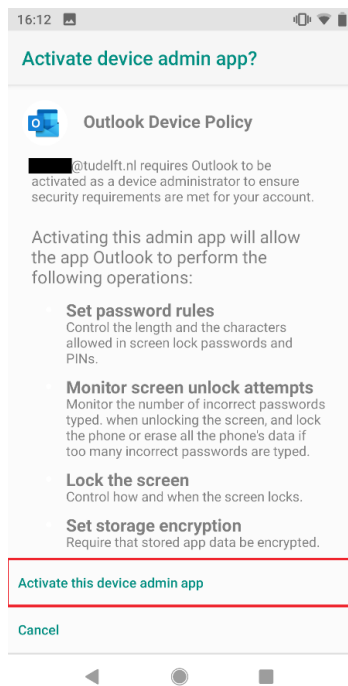 16:12
Activate device admin app?
Outlook Device Policy
@tudelft.nl requires Outlook to be
activated as a device administrator to ensure
security requirements are met for your account.
Activating this admin app will allow
the app Outlook to perform the
following operations:
Set password rules
Control the length and the characters
allowed in screen lock passwords and
PINs.
Monitor screen unlock attempts
Monitor the number of incorrect passwords
typed. when unlocking the screen, and lock
the phone or erase all the phone's data if
too many incorrect passwords are typed.
Lock the screen
Control how and when the screen locks.
Set storage encryption
Require that stored app data be encrypted.
Activate this device admin app
Cancel